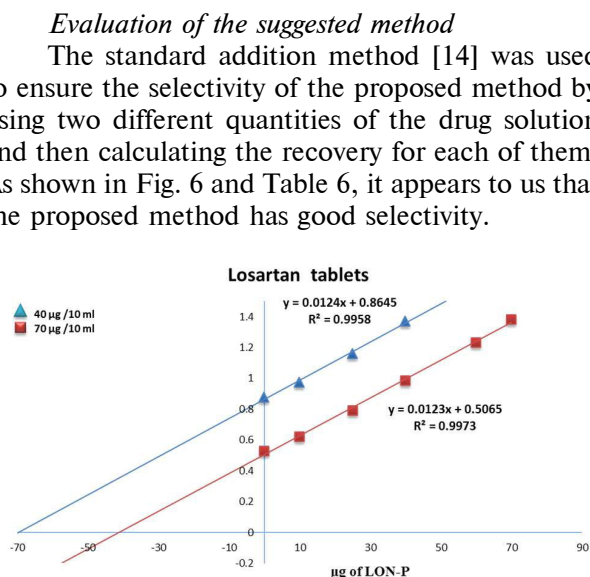 Evaluation of the suggested method
The standard addition method [14] was used
o ensure the selectivity of the proposed method by
sing two different quantities of the drug solution
nd then calculating the recovery for each of them
As shown in Fig. 6 and Table 6, it appears to us tha
he proposed method has good selectivity.
Losartan tablets
40 µg /10 ml
70 µg /10 ml
y = 0.0124x + 0.8645
R² = 0.9958
y = 0.0123x + 0.5065
R² = 0.9973
1.4
1.2
1
0.8
0.6
0.4
0.2
0
-0.2
-70 -50 -30 -10 10 30 50 70 90
µg of LON-P